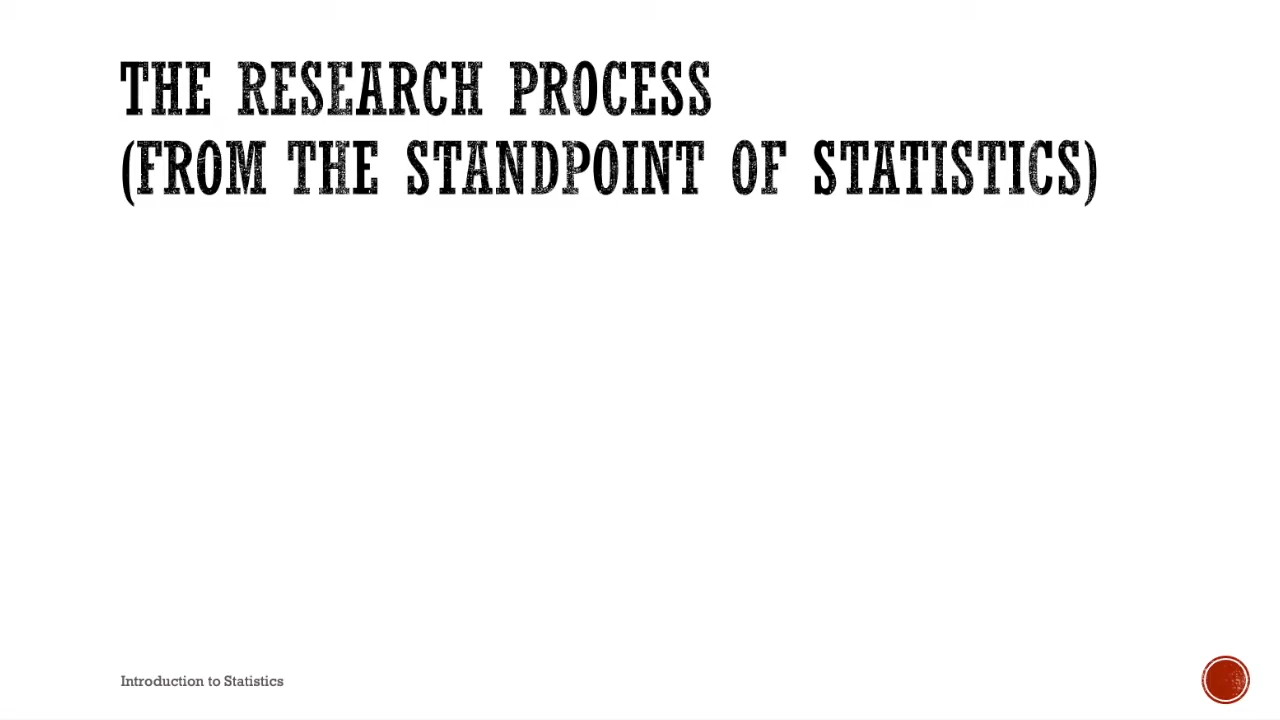 THE RESEARCH PROCESS
(FROM THE STANDPOINT OF STATISTICS)
Introduction to Statistics